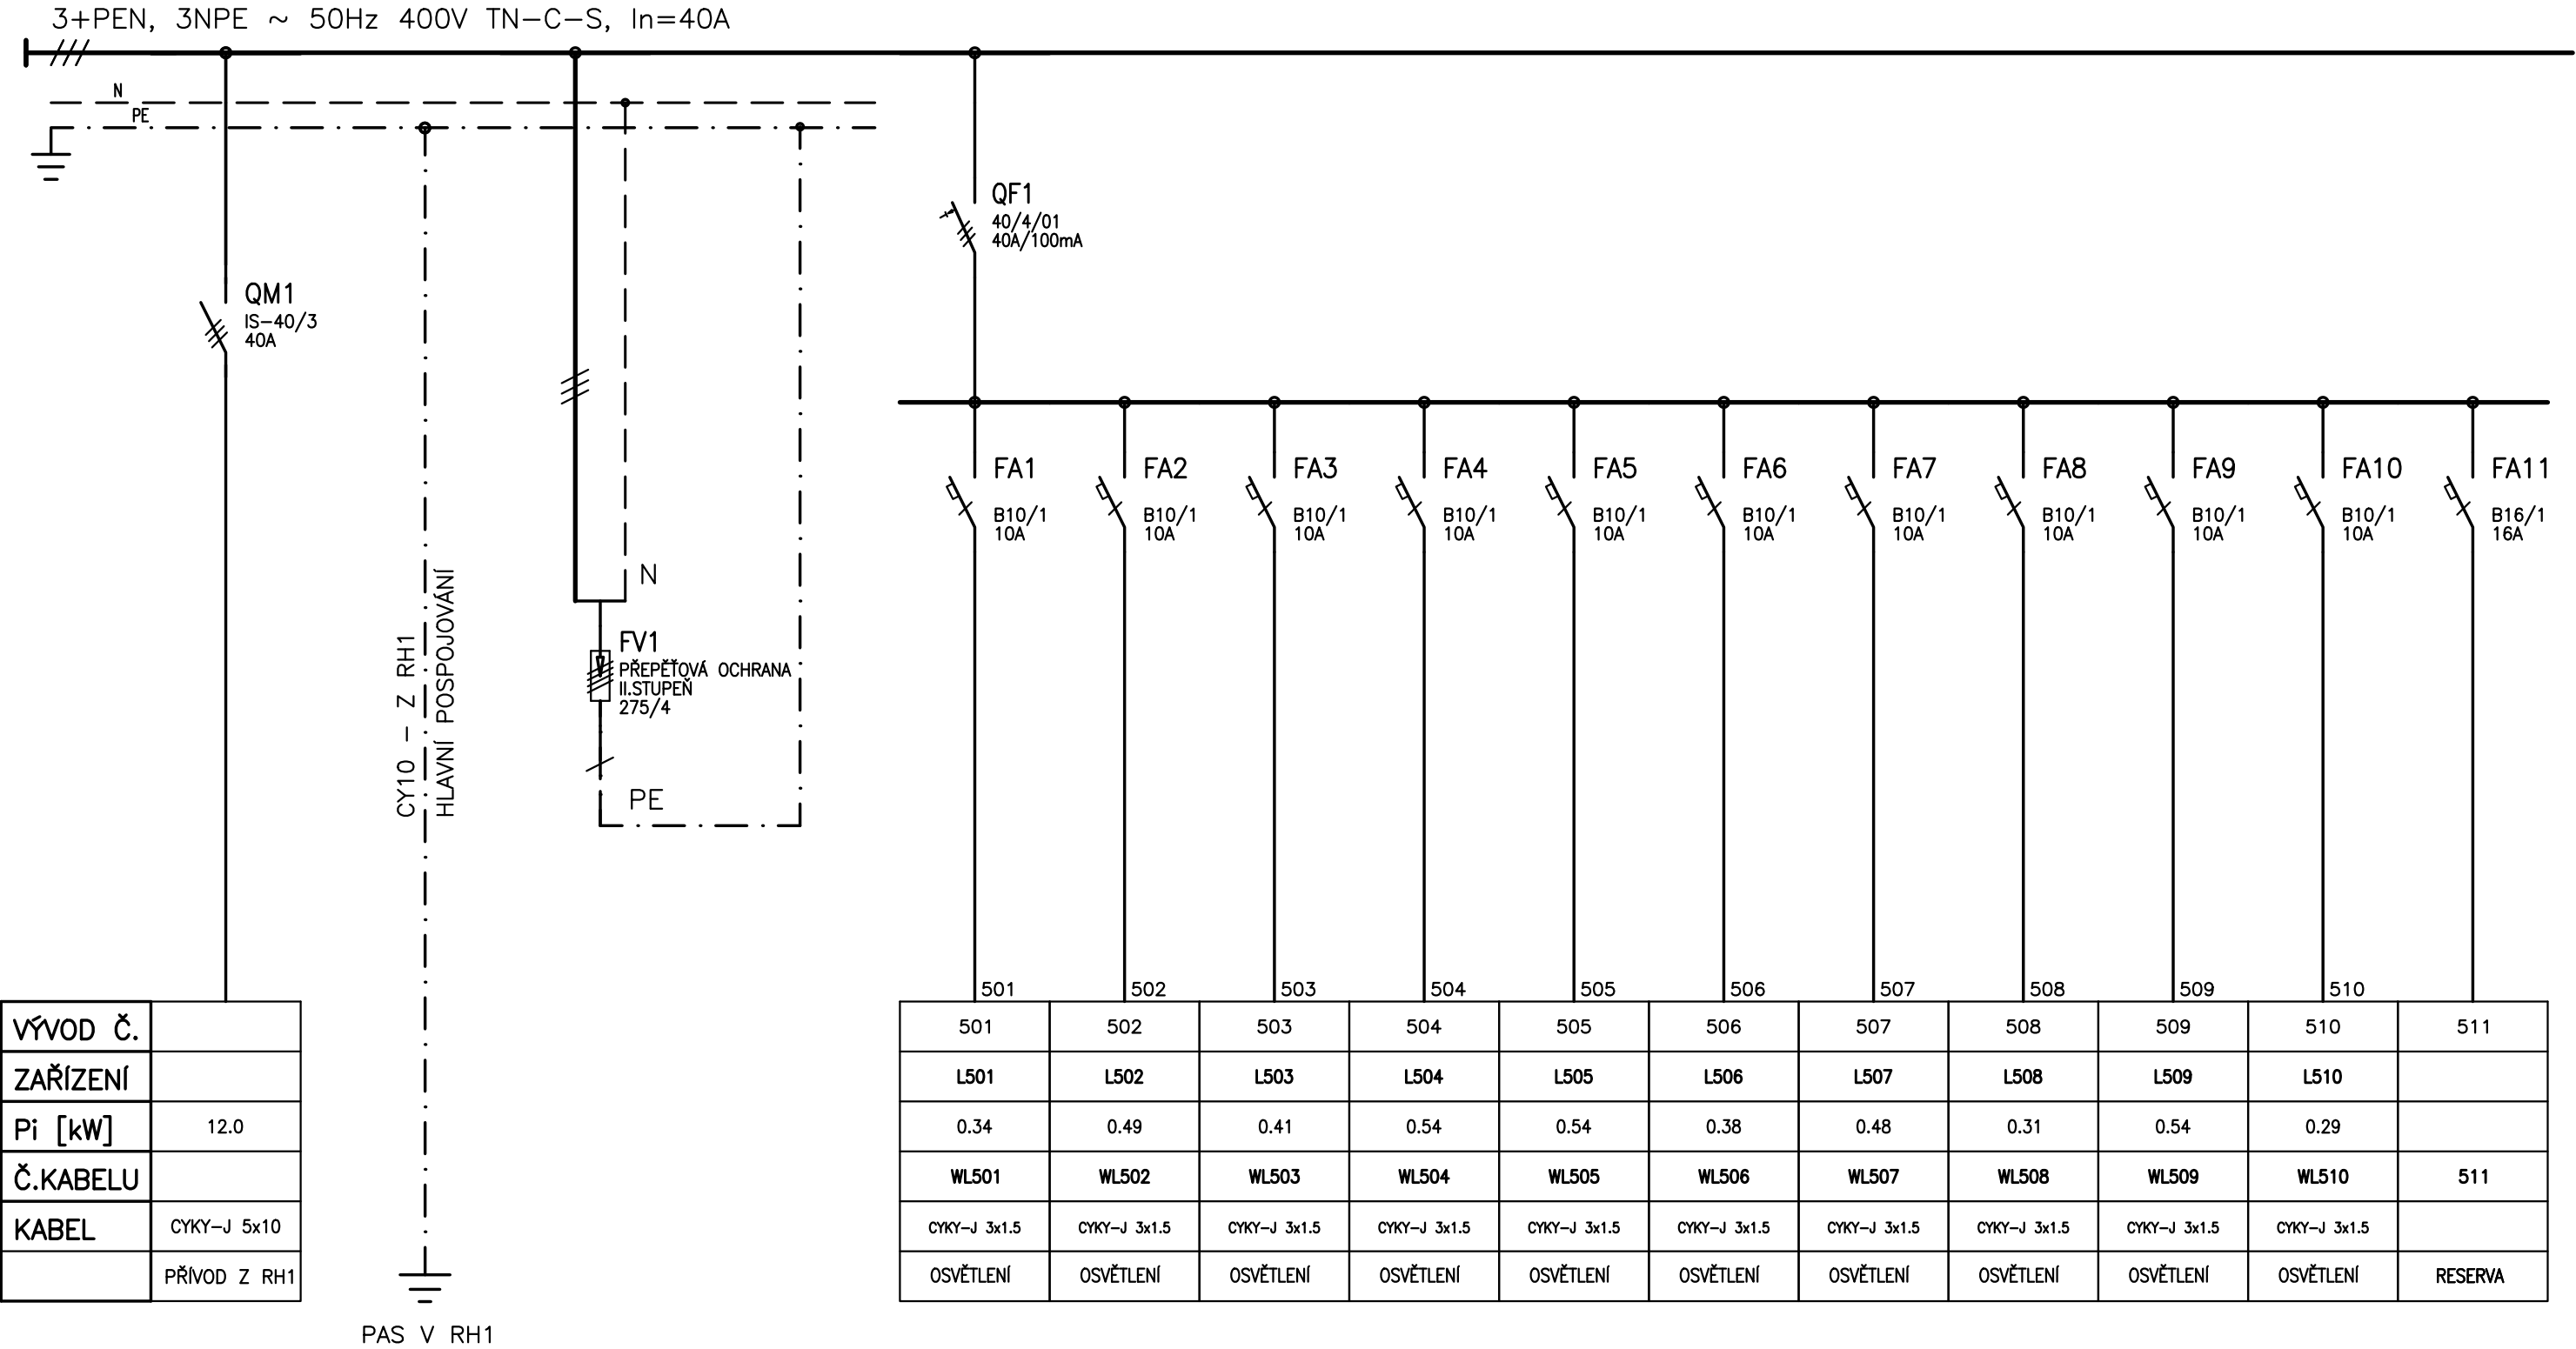 3+PEN, 3NPE ~ 50Hz 400V TN-C-S, In=40A
N
PE
QF1
40/4/01
40A/100mA
QM1
IS-40/3
40A
FA1
B10/1
10A
FA2
B10/1
10A
FA3
B10/1
10A
FA4
B10/1
10A
FA5
B10/1
10A
FA6
B10/1
10A
FA7
B10/1
10A
FA8
B10/1
10A
FA9
B10/1
10A
FA10
B10/1
10A
FA11
B16/1
16A
N
FV1
PŘEPĚŤOVÁ OCHRANA
II.STUPEŇ
275/4
PE
CY10 - Z RH1
HLAVNÍ POSPOJOVÁNÍ
501 502 503 504 505 506 507 508 509 510
VÝVOD Č. 501 502 503 504 505 506 507 508 509 510 511
ZAŘÍZENÍ L501 L502 L503 L504 L505 L506 L507 L508 L509 L510
Pi [kW] 12.0 0.34 0.49 0.41 0.54 0.54 0.38 0.48 0.31 0.54 0.29
Č.KABELU WL501 WL502 WL503 WL504 WL505 WL506 WL507 WL508 WL509 WL510 511
KABEL CYKY-J 5x10 CYKY-J 3x1.5 CYKY-J 3x1.5 CYKY-J 3x1.5 CYKY-J 3x1.5 CYKY-J 3x1.5 CYKY-J 3x1.5 CYKY-J 3x1.5 CYKY-J 3x1.5 CYKY-J 3x1.5 CYKY-J 3x1.5
PŘÍVOD Z RH1 OSVĚTLENÍ OSVĚTLENÍ OSVĚTLENÍ OSVĚTLENÍ OSVĚTLENÍ OSVĚTLENÍ OSVĚTLENÍ OSVĚTLENÍ OSVĚTLENÍ OSVĚTLENÍ RESERVA
PAS V RH1